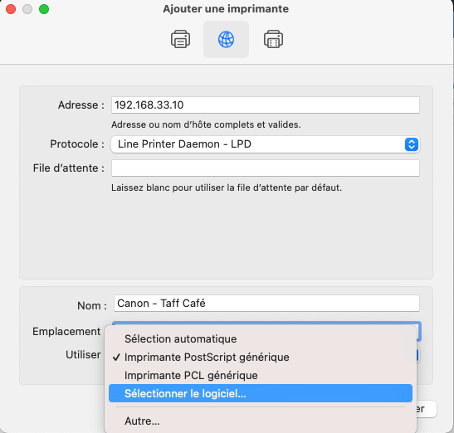 Ajouter une imprimante
Adresse : 192.168.33.10
Adresse ou nom d'hôte complets et valides.
Protocole : Line Printer Daemon - LPD
File d'attente :
Laissez blanc pour utiliser la file d'attente par défaut.
Nom : Canon - Taff Café
Emplacement
Utiliser
Sélection automatique
✓ Imprimante PostScript générique
Imprimante PCL générique
Sélectionner le logiciel...
Autre...
er